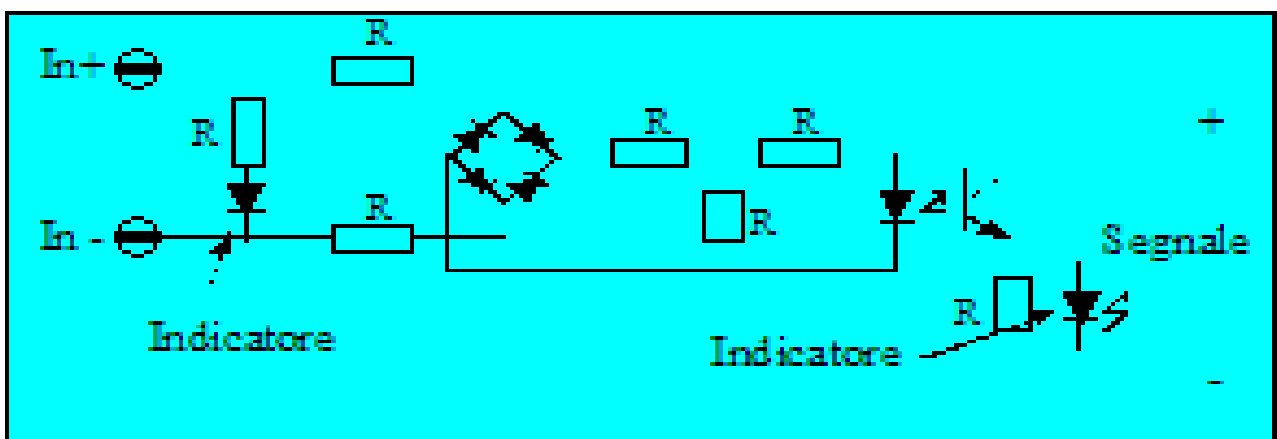 R
In+
R
R
R
+
R
R
In -
Segnale
R
Indicatore
Indicatore
-